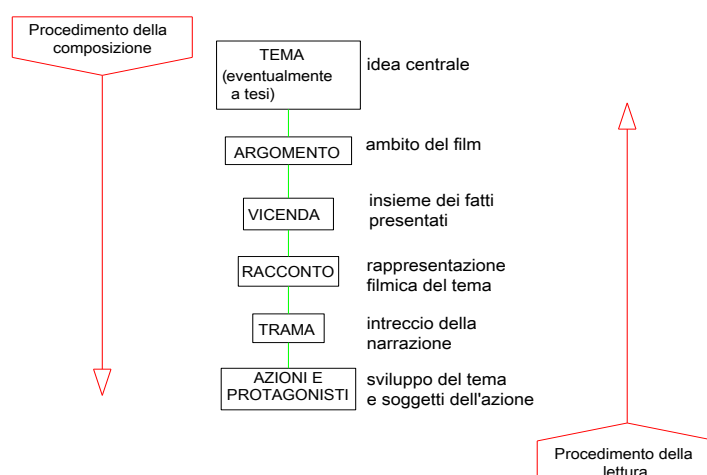 Procedimento della
composizione
TEMA
(eventualmente
a tesi)
idea centrale
ARGOMENTO
ambito del film
VICENDA
insieme dei fatti
presentati
RACCONTO
rappresentazione
filmica del tema
TRAMA
intreccio della
narrazione
AZIONI E
PROTAGONISTI
sviluppo del tema
e soggetti dell'azione
Procedimento della
lettura